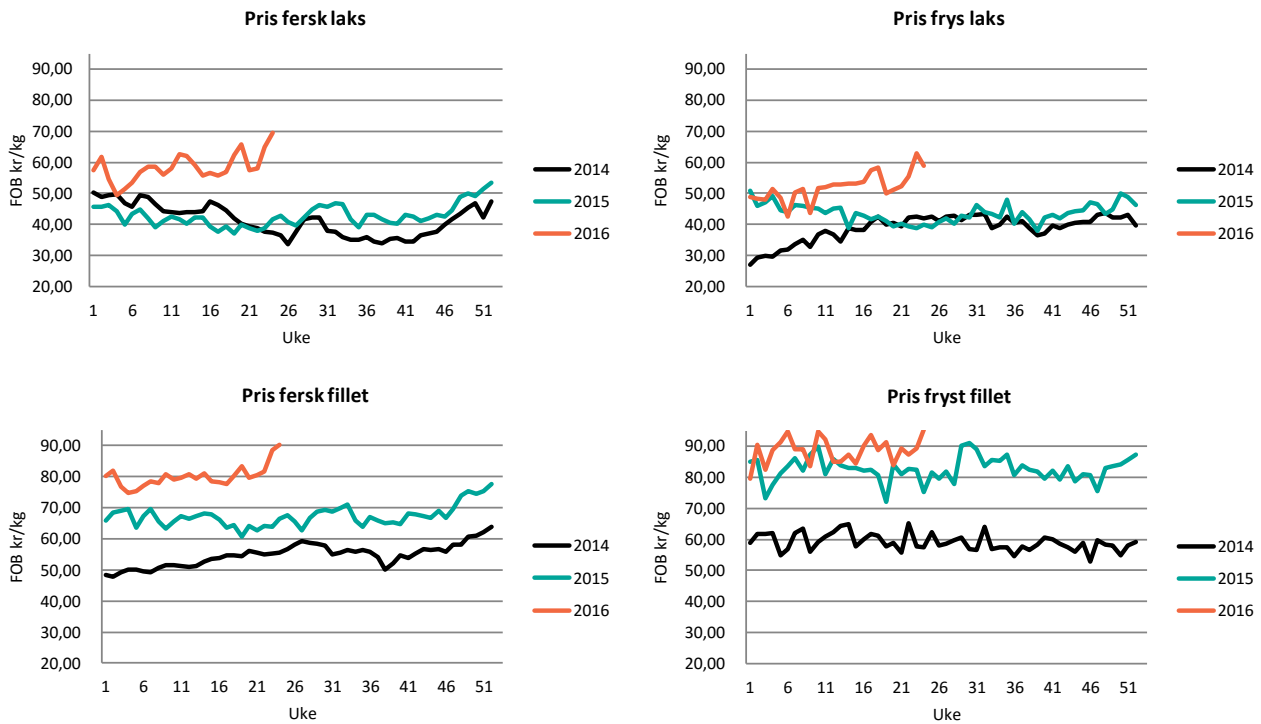 Pris fersk laks
FOB kr/kg
90,00
80,00
70,00
60,00
50,00
40,00
30,00
20,00
1 6 11 16 21 26 31 36 41 46 51
Uke
2014
2015
2016
Pris frys laks
FOB kr/kg
90,00
80,00
70,00
60,00
50,00
40,00
30,00
20,00
1 6 11 16 21 26 31 36 41 46 51
Uke
2014
2015
2016
Pris fersk fillet
FOB kr/kg
90,00
80,00
70,00
60,00
50,00
40,00
30,00
20,00
1 6 11 16 21 26 31 36 41 46 51
Uke
2014
2015
2016
Pris fryst fillet
FOB kr/kg
90,00
80,00
70,00
60,00
50,00
40,00
30,00
20,00
1 6 11 16 21 26 31 36 41 46 51
Uke
2014
2015
2016